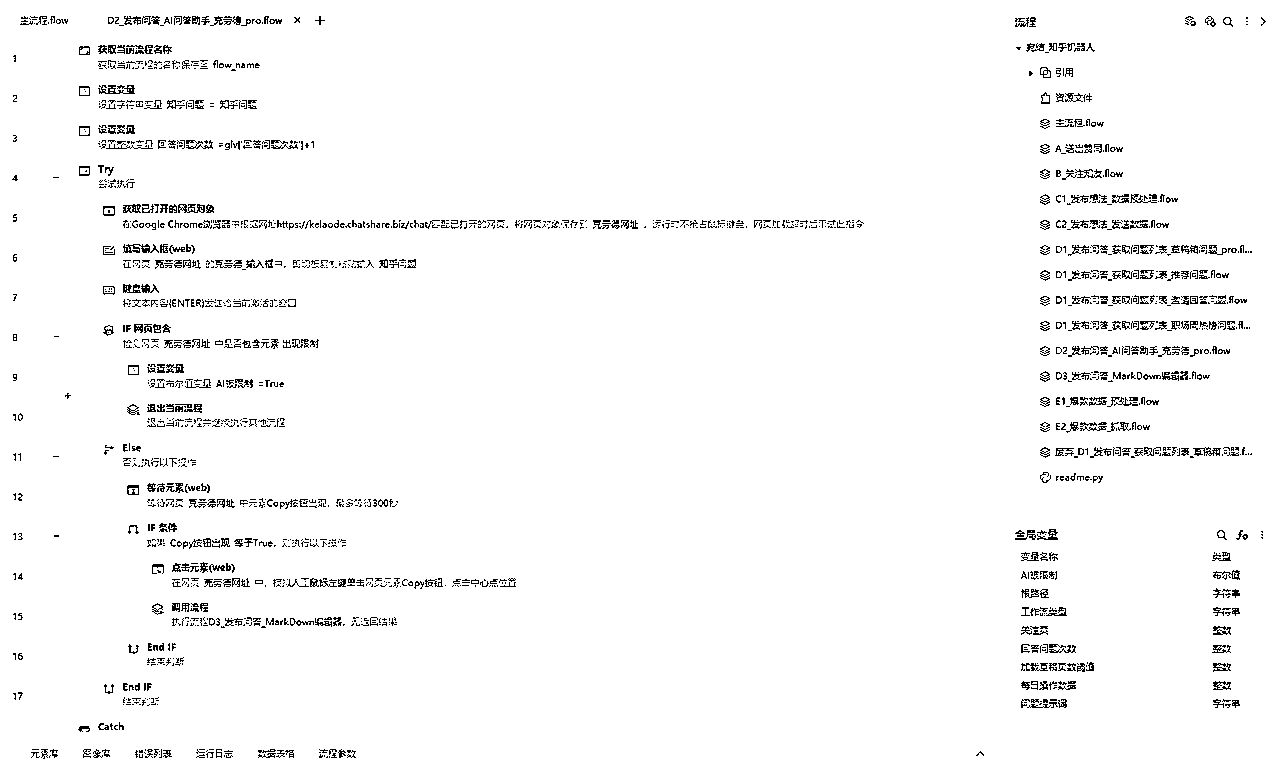 主流程.flow
D2_发布问答_AI问答助手_克劳德_pro.flow
1
获取当前流程名称
获取当前流程的名称保存至 flow_name
2
设置变量
设置字符串变量 知乎问题 = 知乎问题
3
设置变量
设置整数变量 回答问题次数 =glv['回答问题次数']+1
4
Try
尝试执行
5
获取已打开的网页对象
在Google Chrome浏览器中根据网址https://kelaode.chatshare.biz/chat/匹配已打开的网页，将网页对象保存到 克劳德网址 ，运行时不抢占鼠标键盘，网页加载超时后
6
填写输入框(web)
在网页 克劳德网址 的克劳德_输入框中，剪切板复制粘贴输入 知乎问题
7
键盘输入
将文本内容{ENTER}发送给当前激活的窗口
8
IF 网页包含
检测网页 克劳德网址 中是否包含元素 出现限制
9
设置变量
设置布尔值变量 AI被限制 =True
10
退出当前流程
退出当前流程并继续执行其他流程
11
Else
否则执行以下操作
12
等待元素(web)
等待网页 克劳德网址 中元素Copy按钮出现，最多等待300秒
13
IF 条件
如果 Copy按钮出现 等于True，则执行以下操作
14
点击元素(web)
在网页 克劳德网址 中，模拟人工鼠标左键单击网页元素Copy按钮，点击中心点位置
15
调用流程
执行流程D3_发布问答_MarkDown编辑器，无返回结果
16
End IF
结束判断
17
End IF
结束判断
Catch
元素库
图像库
错误列表
运行日志
数据表格
流程参数
流程
完结_知乎机器人
引用
资源文件
主流程.flow
A_送出赞同.flow
B_关注知友.flow
C1_发布想法_数据预处理.flow
C2_发布想法_发送数据.flow
D1_发布问答_获取问题列表_草稿箱问题_pro.fl...
D1_发布问答_获取问题列表_推荐问题.flow
D1_发布问答_获取问题列表_邀请回答问题.flow
D1_发布问答_获取问题列表_职场周热榜问题.fl...
D2_发布问答_AI问答助手_克劳德_pro.flow
D3_发布问答_MarkDown编辑器.flow
E1_爆款数据_预处理.flow
E2_爆款数据_抓取.flow
废弃_D1_发布问答_获取问题列表_草稿箱问题.f...
readme.py
全局变量
变量名称 类型
AI被限制 布尔值
根路径 字符串
工作流类型 字符串
关注页 整数
回答问题次数 整数
加载草稿页数阈值 整数
每日操作数据 整数
问题提示词 字符串